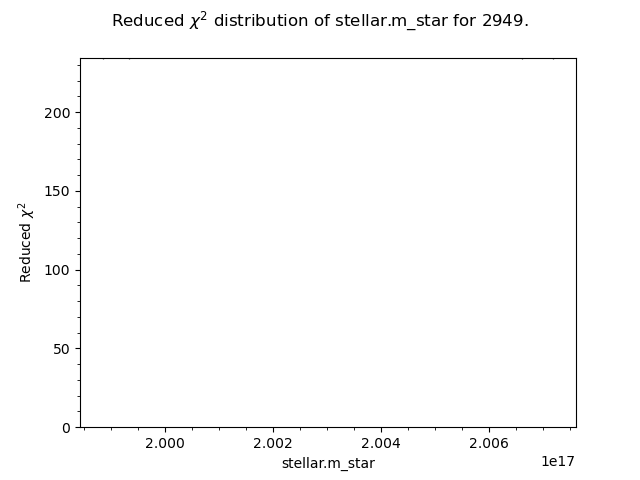 Reduced χ² distribution of stellar.m_star for 2949.
200
150
100
50
0
Reduced χ²
2.000 2.002 2.004 2.006
1e17
stellar.m_star